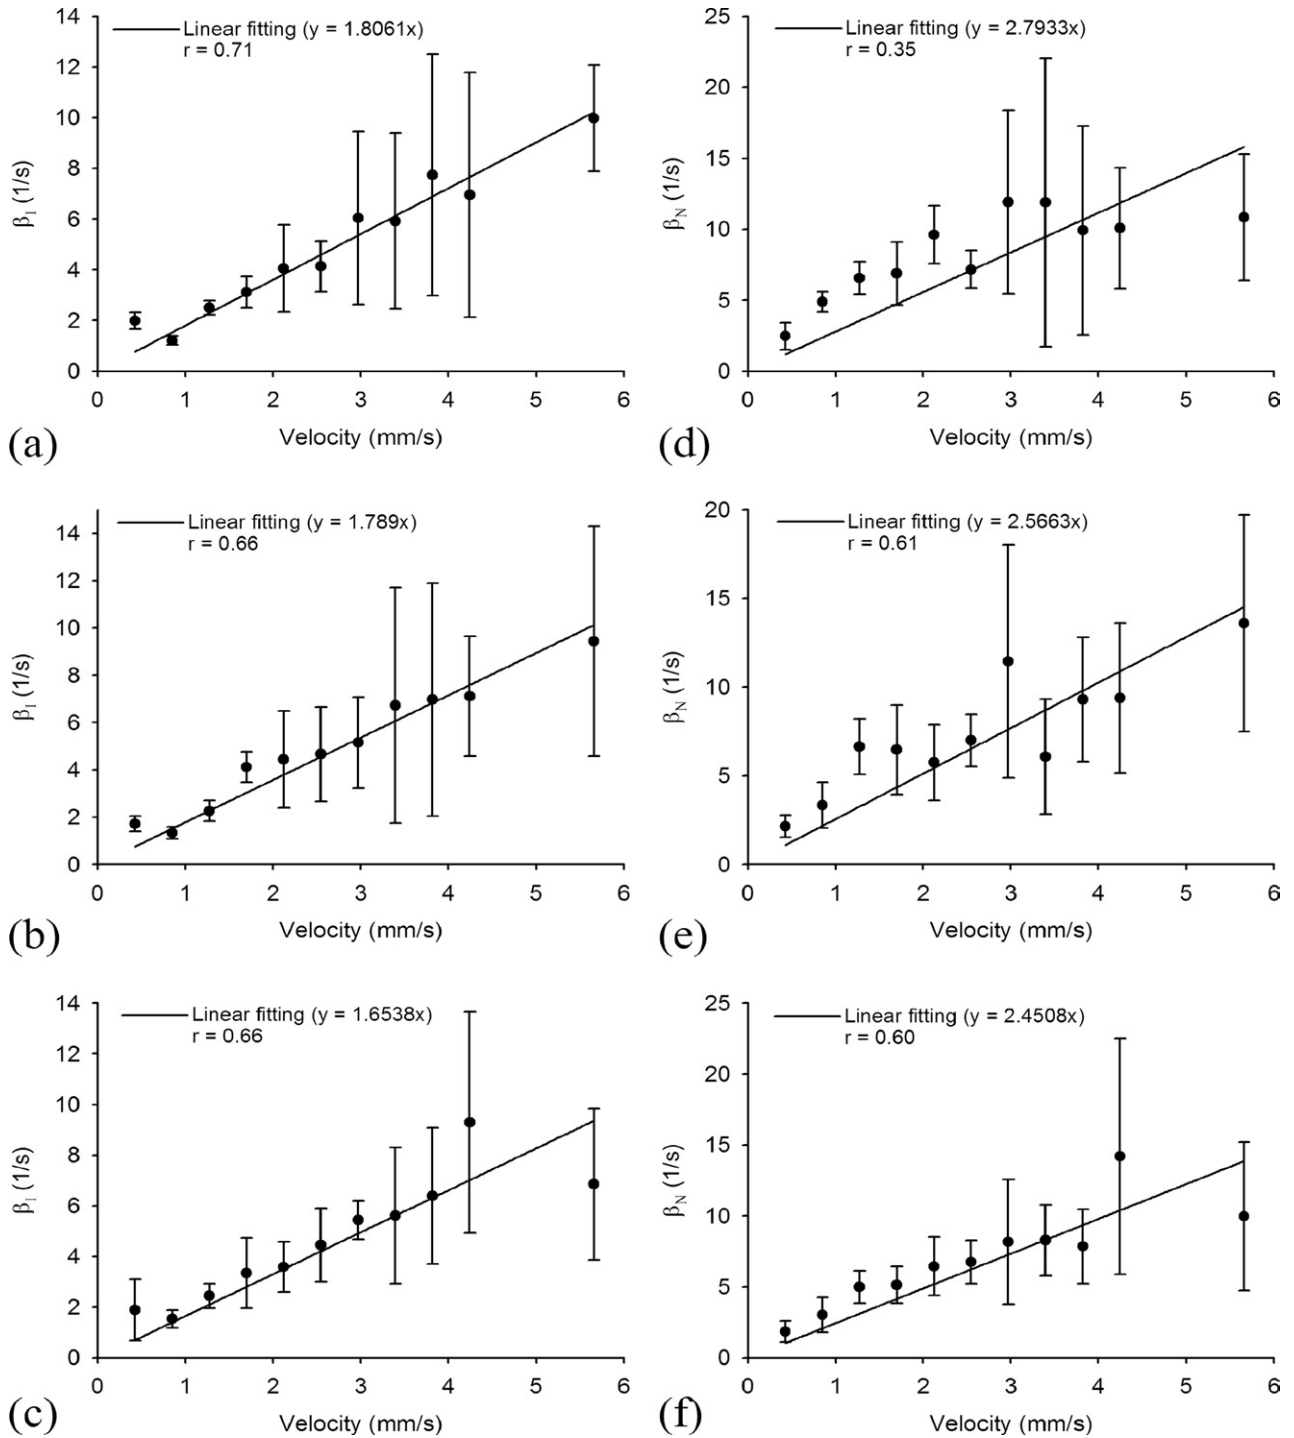 14
12
10
8
6
4
2
0
β_I (1/s)
Linear fitting (y = 1.8061x)
r = 0.71
0 1 2 3 4 5 6
Velocity (mm/s)
(a)
25
20
15
10
5
0
β_N (1/s)
Linear fitting (y = 2.7933x)
r = 0.35
0 1 2 3 4 5 6
Velocity (mm/s)
(d)
14
12
10
8
6
4
2
0
β_I (1/s)
Linear fitting (y = 1.789x)
r = 0.66
0 1 2 3 4 5 6
Velocity (mm/s)
(b)
20
15
10
5
0
β_N (1/s)
Linear fitting (y = 2.5663x)
r = 0.61
0 1 2 3 4 5 6
Velocity (mm/s)
(e)
14
12
10
8
6
4
2
0
β_I (1/s)
Linear fitting (y = 1.6538x)
r = 0.66
0 1 2 3 4 5 6
Velocity (mm/s)
(c)
25
20
15
10
5
0
β_N (1/s)
Linear fitting (y = 2.4508x)
r = 0.60
0 1 2 3 4 5 6
Velocity (mm/s)
(f)